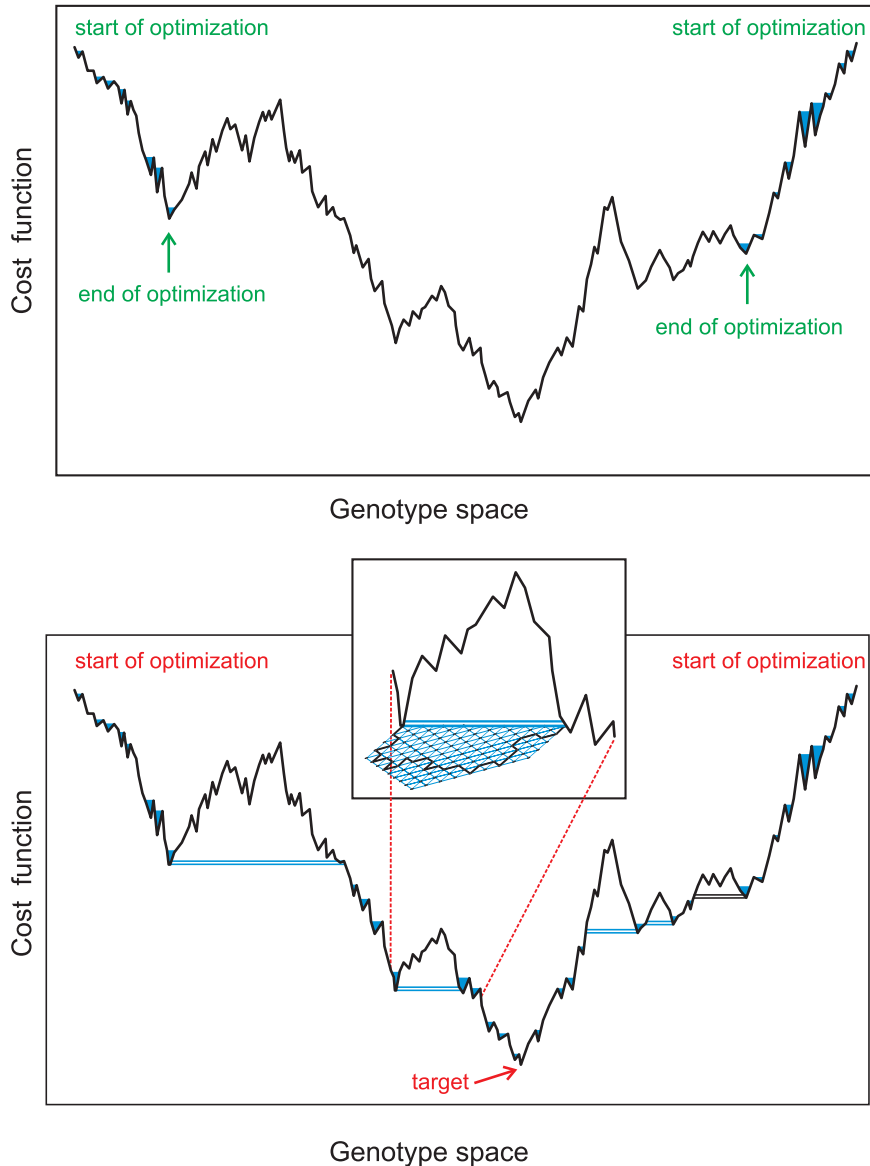 start of optimization
start of optimization
Cost function
end of optimization
end of optimization
Genotype space
start of optimization
start of optimization
Cost function
target
Genotype space